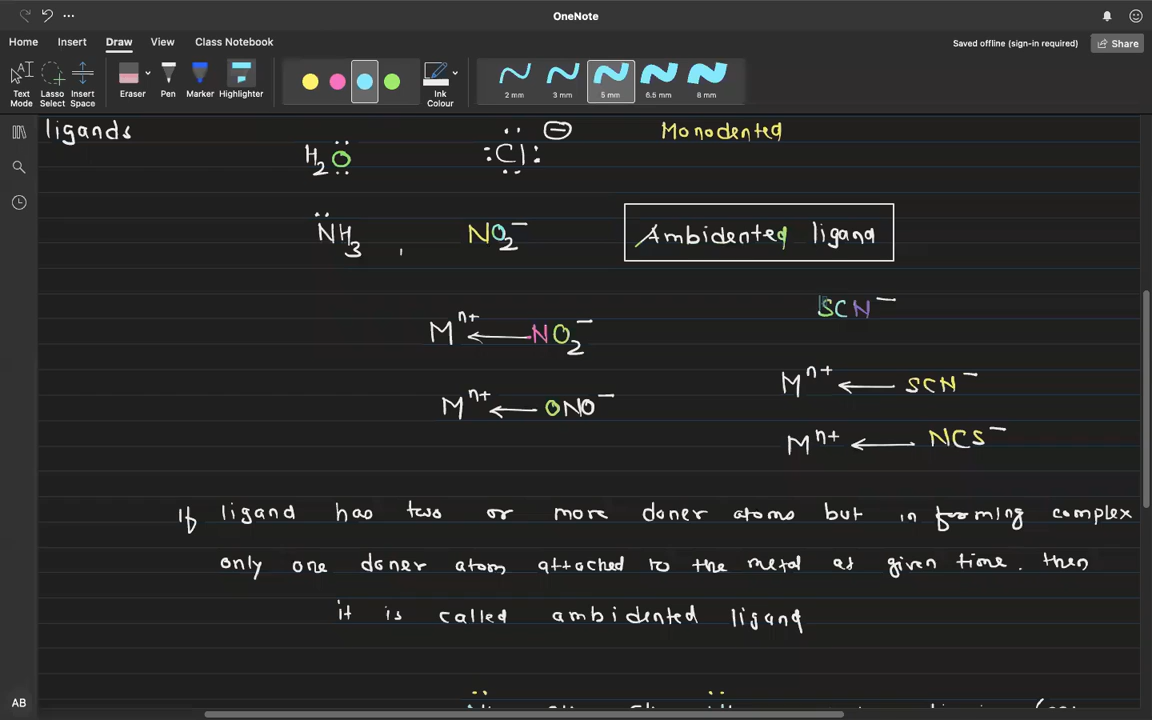 OneNote
Home Insert Draw View Class Notebook
Saved offline (sign-in required) Share
Text Mode Lasso Select Insert Space Eraser Pen Marker Highlighter Ink Colour 2 mm 3 mm 5 mm 6.5 mm 8 mm
ligands Monodented
H₂O :Cl: ⊖
NH₃ , NO₂⁻ Ambidented ligand
SCN⁻
Mⁿ⁺ ← NO₂⁻
Mⁿ⁺ ← SCN⁻
Mⁿ⁺ ← ONO⁻
Mⁿ⁺ ← NCS⁻
If ligand has two or more doner atoms but in forming complex
only one doner atom attached to the metal at given time. then
it is called ambidented ligand
AB